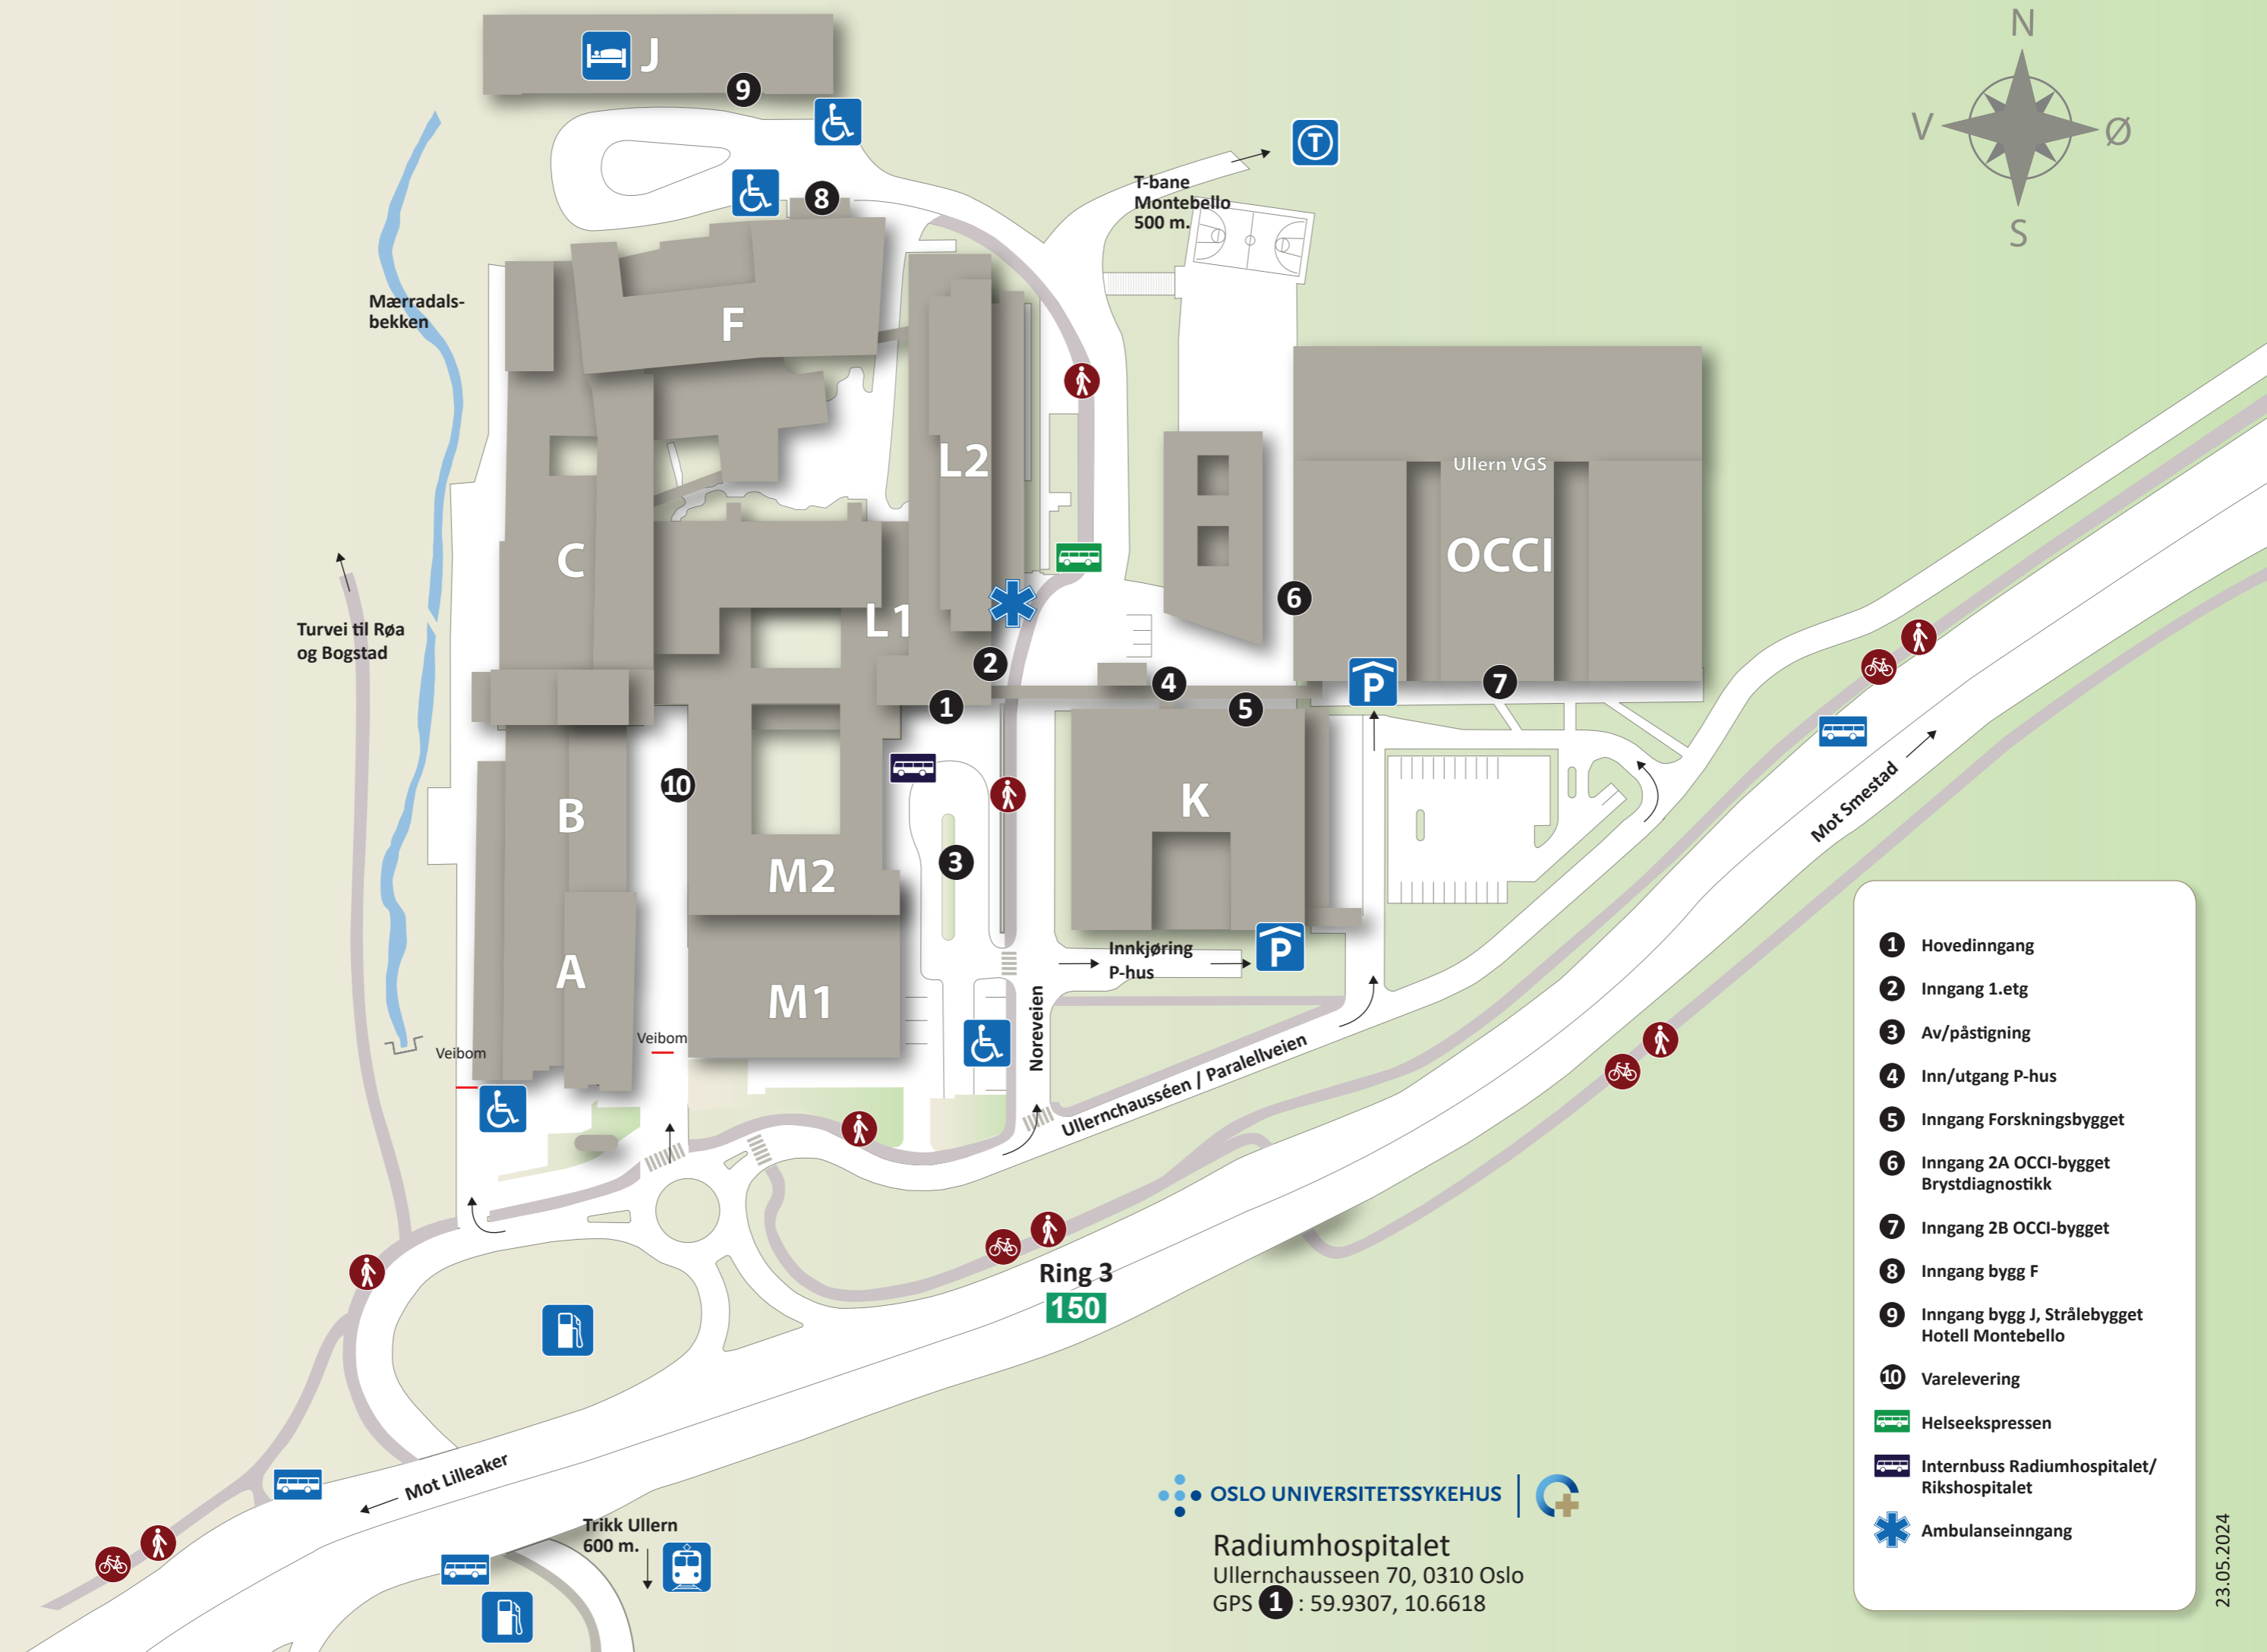 N
V
Ø
S
J
9
8
T
T-bane
Montebello
500 m.
Mærradals-
bekken
F
L2
Ullern VGS
OCCI
C
L1
6
Turvei til Røa
og Bogstad
2
4
P
7
1
5
10
B
K
3
Mot Smestad
M2
A
M1
Innkjøring
P-hus
P
Noreveien
Veibom
Veibom
Ullernchausséen / Paralellveien
Ring 3
150
Mot Lilleaker
Trikk Ullern
600 m.
1 Hovedinngang
2 Inngang 1.etg
3 Av/påstigning
4 Inn/utgang P-hus
5 Inngang Forskningsbygget
6 Inngang 2A OCCI-bygget
Brystdiagnostikk
7 Inngang 2B OCCI-bygget
8 Inngang bygg F
9 Inngang bygg J, Strålebygget
Hotell Montebello
10 Varelevering
Helseekspressen
Internbuss Radiumhospitalet/
Rikshospitalet
Ambulanseinngang
OSLO UNIVERSITETSSYKEHUS
Radiumhospitalet
Ullernchausseen 70, 0310 Oslo
GPS 1 : 59.9307, 10.6618
23.05.2024